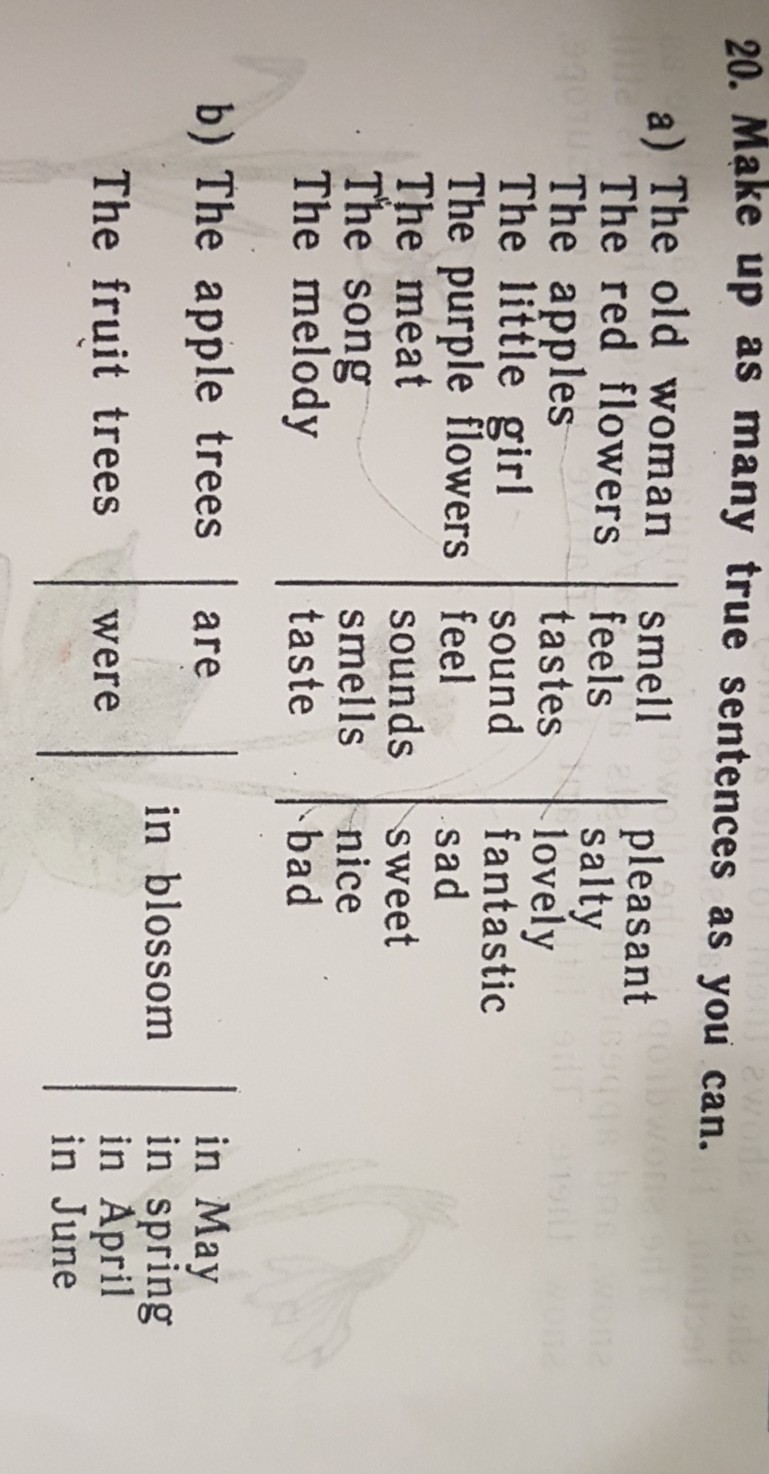 20. Make up as many true sentences as you can.
a) The old woman smell pleasant
The red flowers feels salty
The apples tastes lovely
The little girl sound fantastic
The purple flowers feel sad
The meat sounds sweet
The song smells nice
The melody taste bad
b) The apple trees are in May
in blossom in spring
The fruit trees were in April
in June